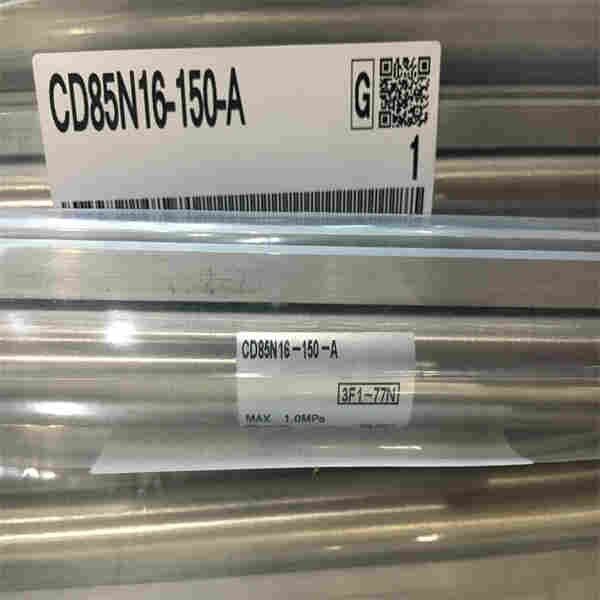 CD85N16-150-A
G
1
CD85N16-150-A
3F1-77N
MAX 1.0MPa